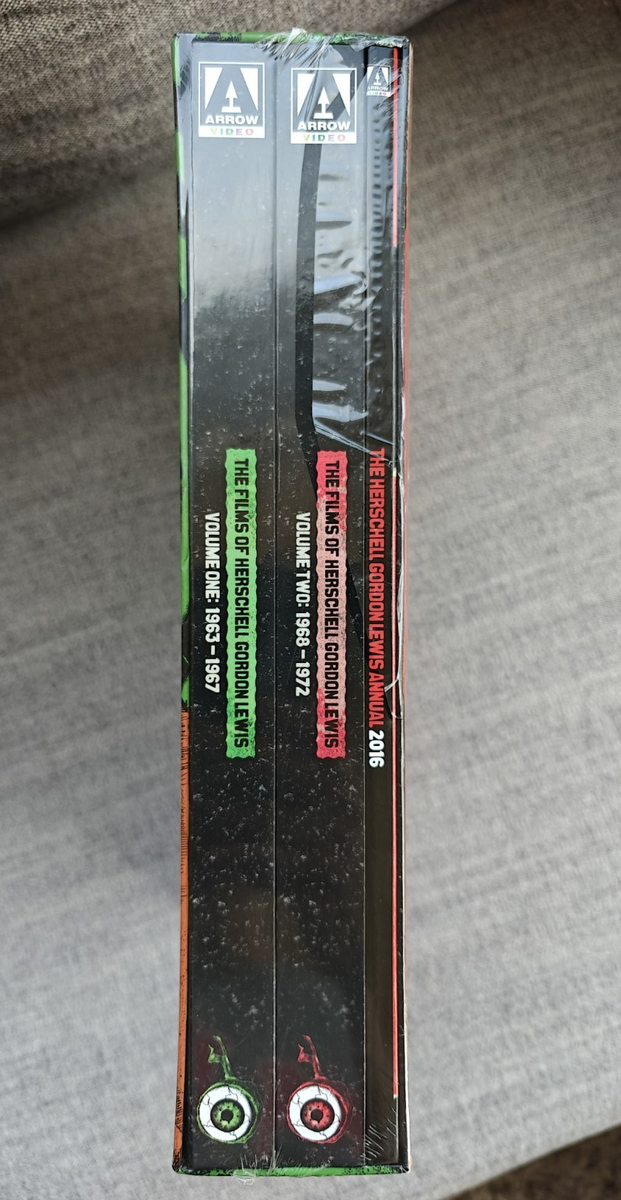 ARROW
VIDEO
THE FILMS OF HERSCHELL GORDON LEWIS
VOLUME ONE: 1963–1967
ARROW
VIDEO
THE FILMS OF HERSCHELL GORDON LEWIS
VOLUME TWO: 1968–1972
ARROW
VIDEO
THE HERSCHELL GORDON LEWIS ANNUAL 2016